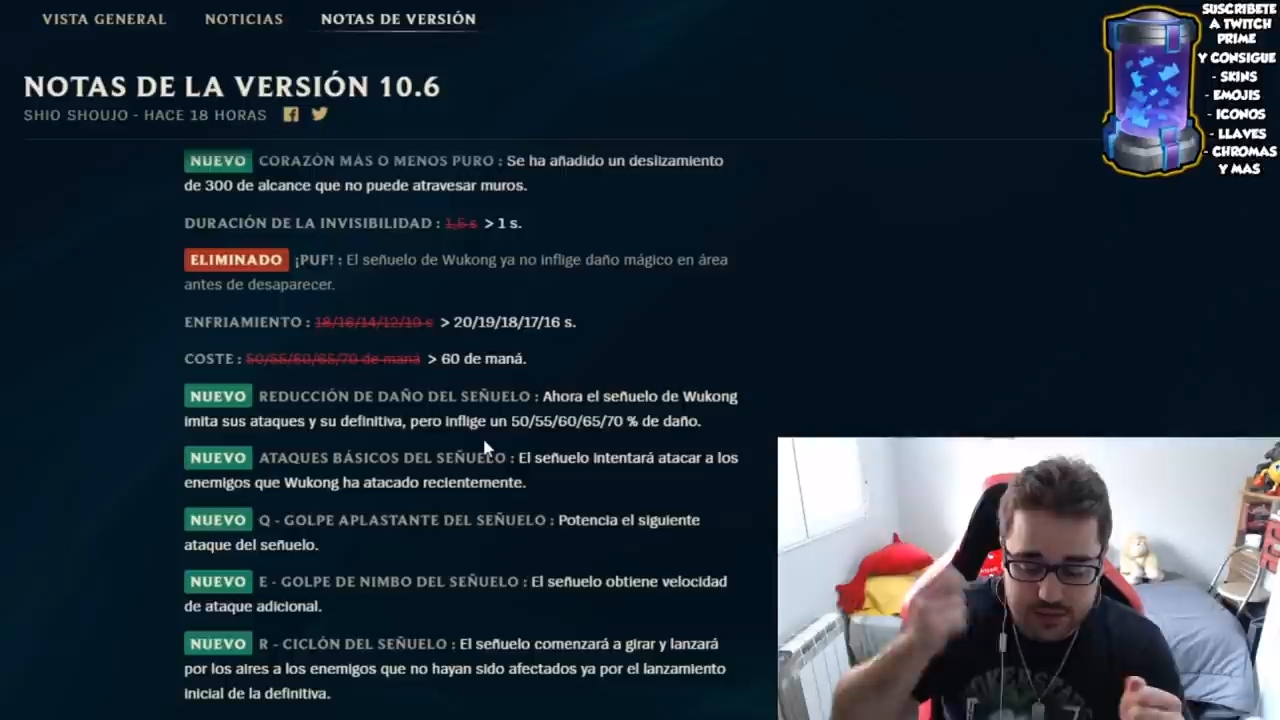 VISTA GENERAL NOTICIAS NOTAS DE VERSIÓN
NOTAS DE LA VERSIÓN 10.6
SHIO SHOUJO - HACE 18 HORAS
NUEVO CORAZÓN MÁS O MENOS PURO : Se ha añadido un deslizamiento
de 300 de alcance que no puede atravesar muros.
DURACIÓN DE LA INVISIBILIDAD : 1,5 s > 1 s.
ELIMINADO ¡PUF! : El señuelo de Wukong ya no inflige daño mágico en área
antes de desaparecer.
ENFRIAMIENTO : 18/16/14/12/10 s > 20/19/18/17/16 s.
COSTE : 50/55/60/65/70 de maná > 60 de maná.
NUEVO REDUCCIÓN DE DAÑO DEL SEÑUELO : Ahora el señuelo de Wukong
imita sus ataques y su definitiva, pero inflige un 50/55/60/65/70 % de daño.
NUEVO ATAQUES BÁSICOS DEL SEÑUELO : El señuelo intentará atacar a los
enemigos que Wukong ha atacado recientemente.
NUEVO Q - GOLPE APLASTANTE DEL SEÑUELO : Potencia el siguiente
ataque del señuelo.
NUEVO E - GOLPE DE NIMBO DEL SEÑUELO : El señuelo obtiene velocidad
de ataque adicional.
NUEVO R - CICLÓN DEL SEÑUELO : El señuelo comenzará a girar y lanzará
por los aires a los enemigos que no hayan sido afectados ya por el lanzamiento
inicial de la definitiva.
SUSCRIBETE
A TWITCH
PRIME
Y CONSIGUE
- SKINS
- EMOJIS
- ICONOS
- LLAVES
- CHROMAS
Y MAS